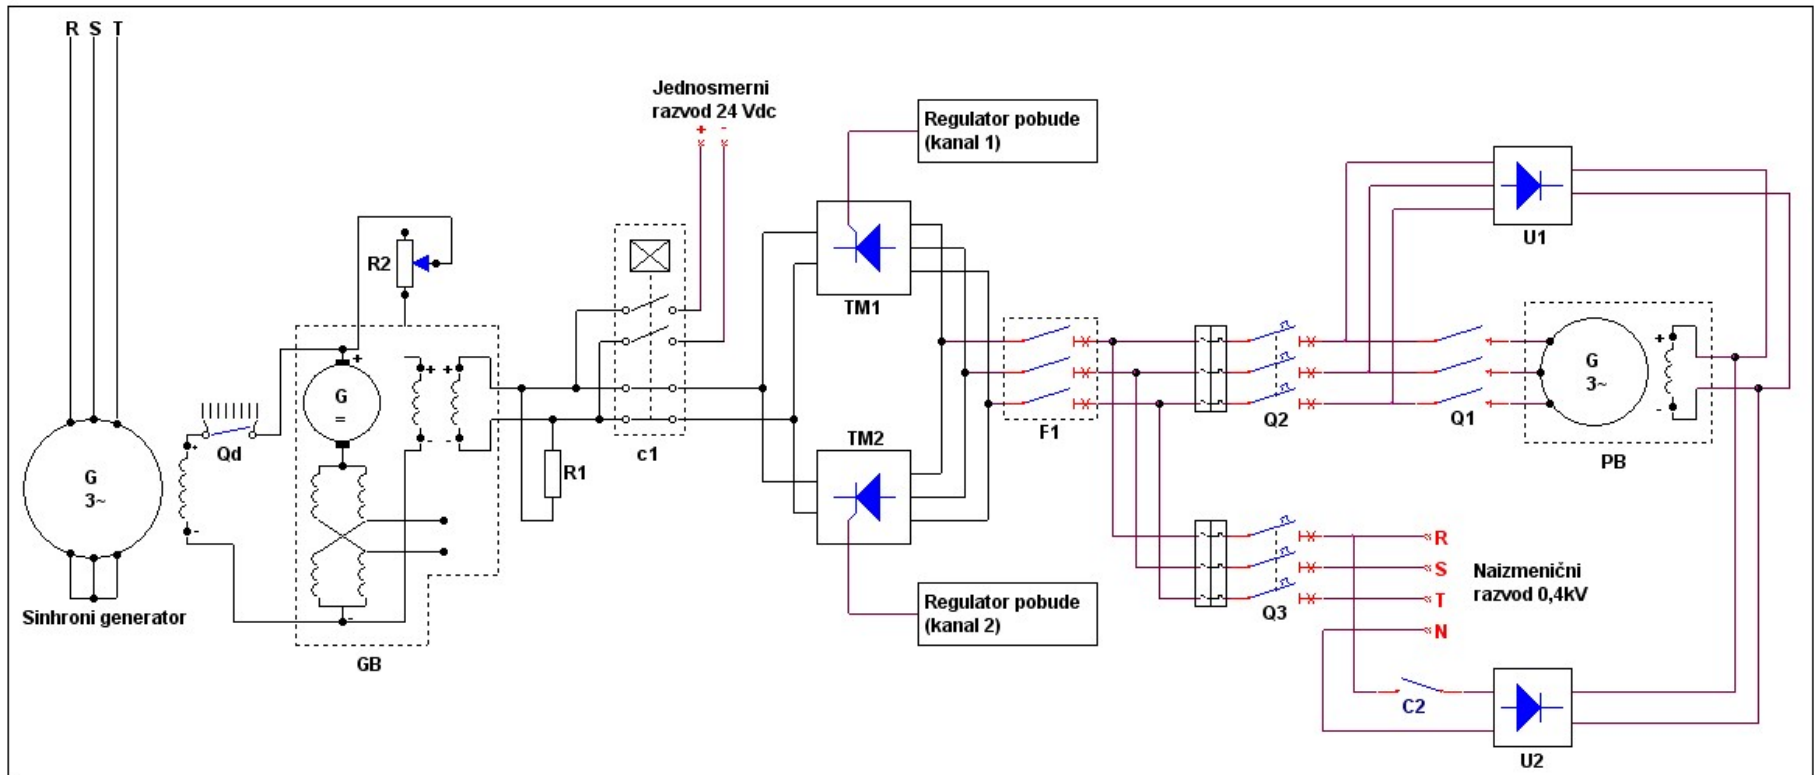 R S T
Jednosmerni
razvod 24 Vdc
+ -
Regulator pobude
(kanal 1)
U1
R2
TM1
G
3~
PB
+
-
F1
Q2
Q1
G
=
+
-
+ +
- -
Qd
+
-
c1
R1
TM2
G
3~
Sinhroni generator
GB
Q3
R
S
T
N
Naizmenični
razvod 0,4kV
Regulator pobude
(kanal 2)
C2
U2